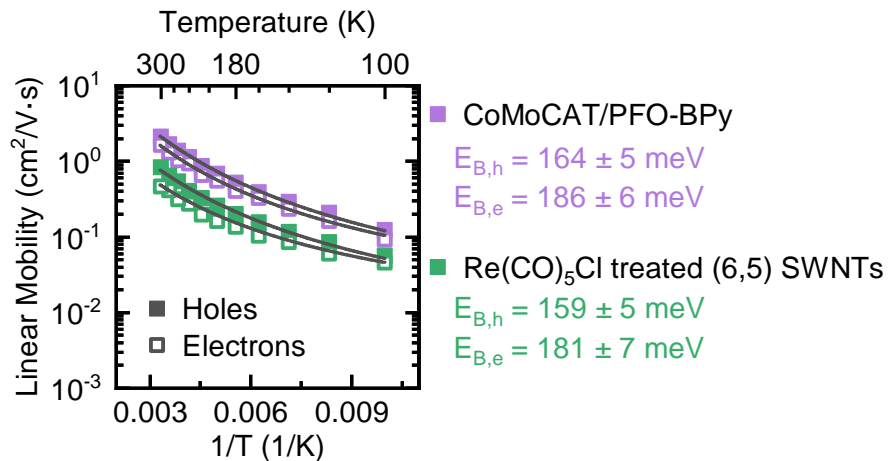 Temperature (K)
300 180 100
Linear Mobility (cm²/V·s)
10¹
10⁰
10⁻¹
10⁻²
10⁻³
Holes
Electrons
0.003 0.006 0.009
1/T (1/K)
CoMoCAT/PFO-BPy
E_B,h = 164 ± 5 meV
E_B,e = 186 ± 6 meV
Re(CO)₅Cl treated (6,5) SWNTs
E_B,h = 159 ± 5 meV
E_B,e = 181 ± 7 meV